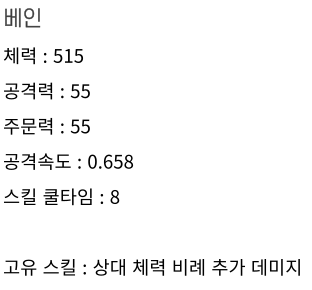 베인
체력 : 515
공격력 : 55
주문력 : 55
공격속도 : 0.658
스킬 쿨타임 : 8
고유 스킬 : 상대 체력 비례 추가 데미지